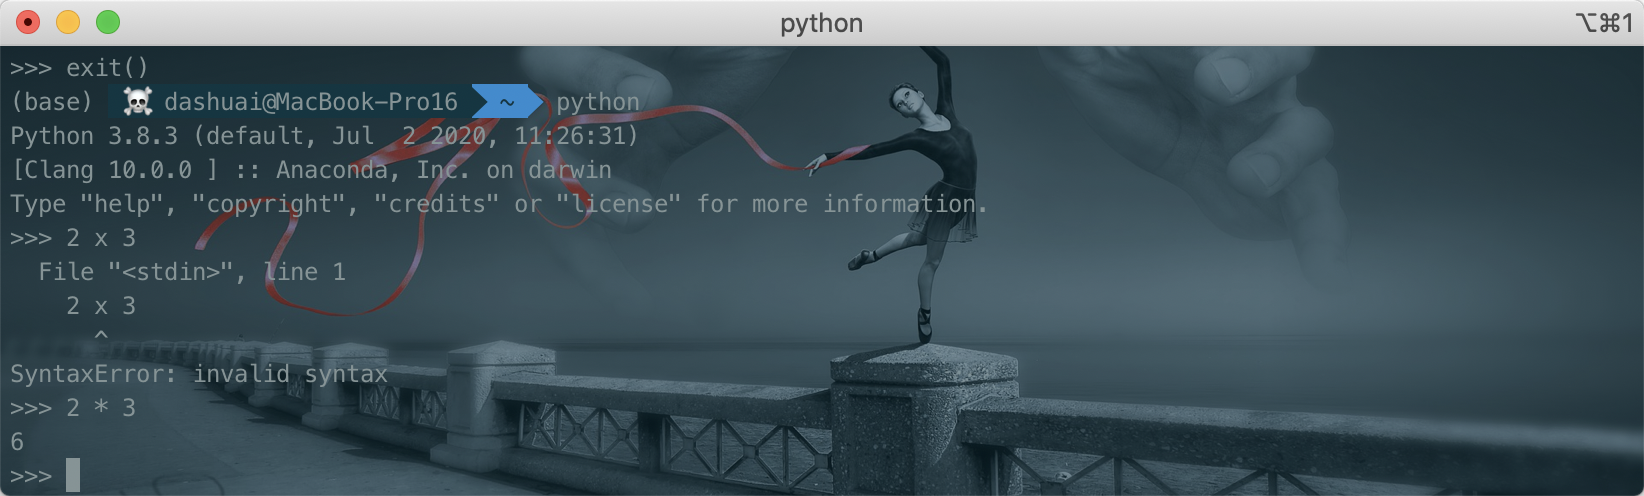 python
⌥⌘1
>>> exit()
(base) ☠ dashuai@MacBook-Pro16 ~ python
Python 3.8.3 (default, Jul  2 2020, 11:26:31)
[Clang 10.0.0 ] :: Anaconda, Inc. on darwin
Type "help", "copyright", "credits" or "license" for more information.
>>> 2 x 3
  File "<stdin>", line 1
    2 x 3
      ^
SyntaxError: invalid syntax
>>> 2 * 3
6
>>>